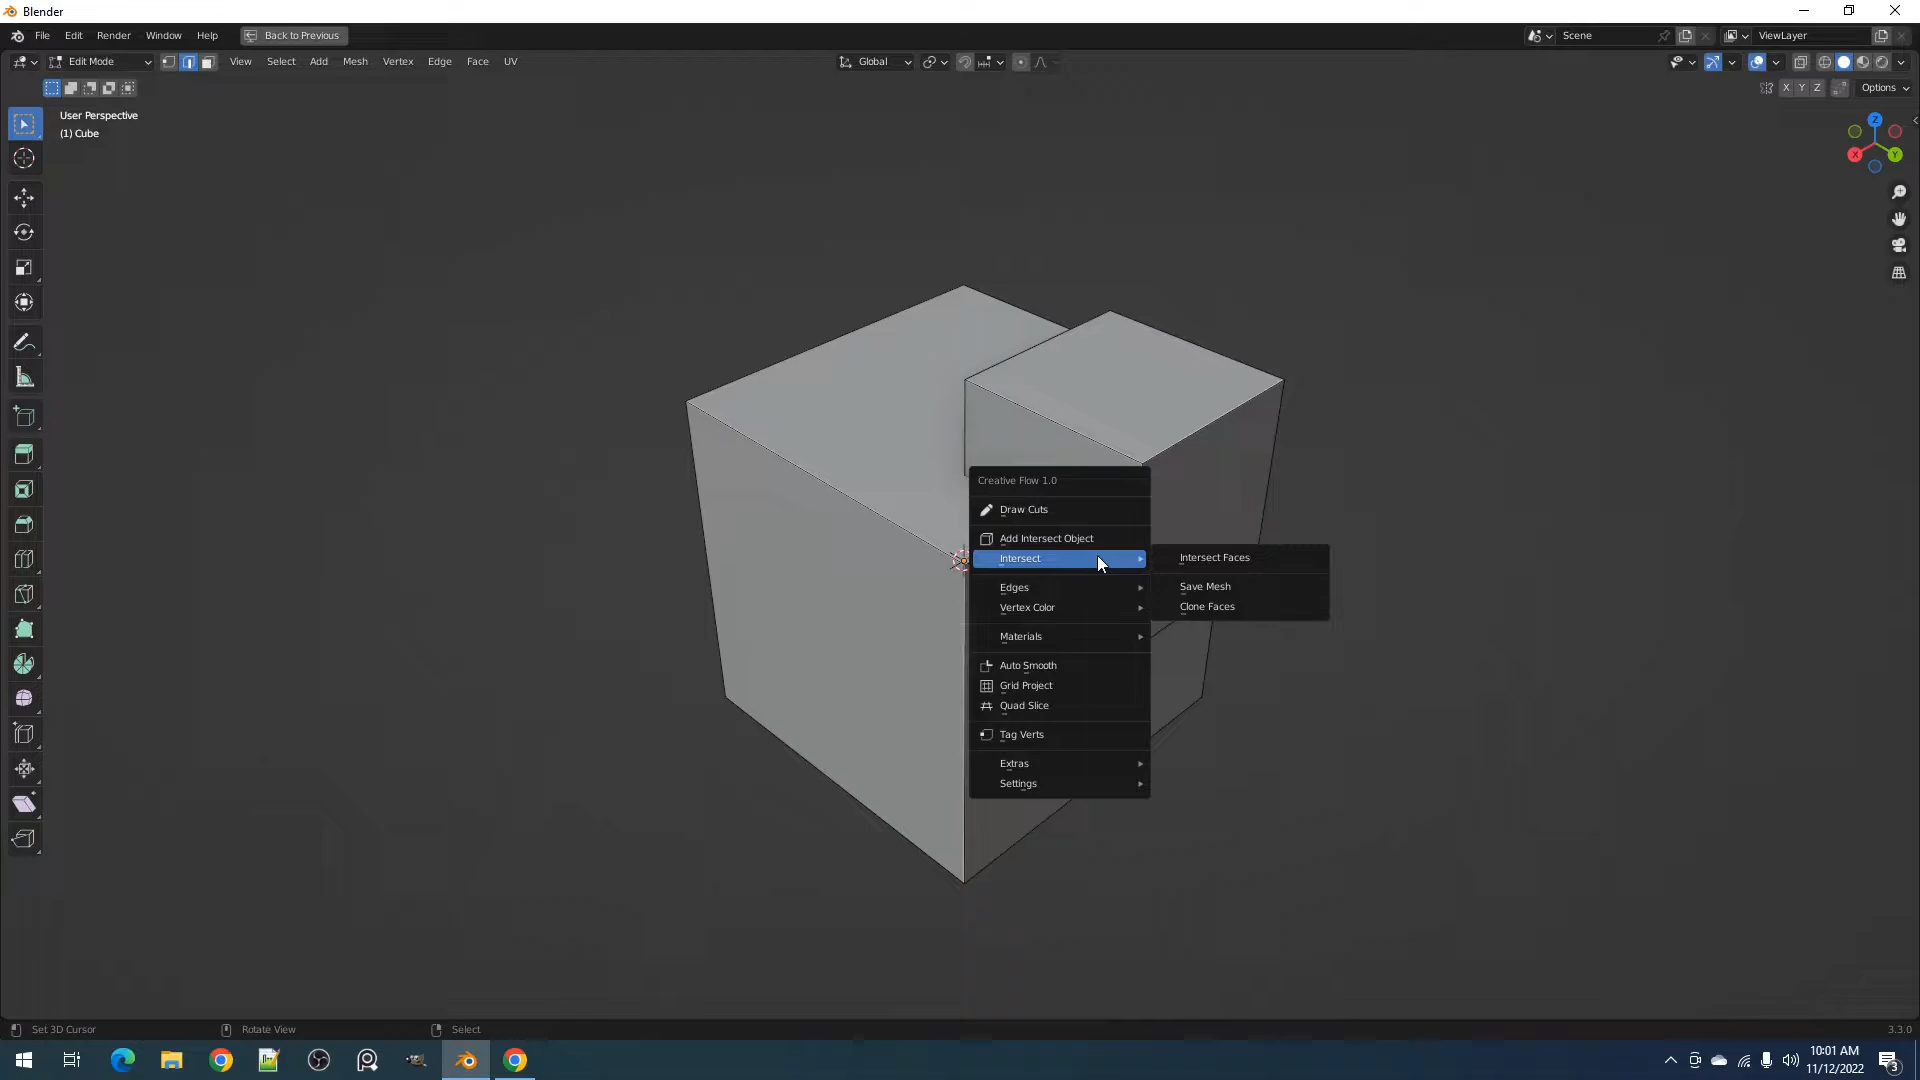 Blender
File Edit Render Window Help Back to Previous Scene ViewLayer
Edit Mode View Select Add Mesh Vertex Edge Face UV Global
X Y Z Options
User Perspective
(1) Cube
Z
X Y
Creative Flow 1.0
Draw Cuts
Add Intersect Object
Intersect
Edges
Vertex Color
Materials
Auto Smooth
Grid Project
Quad Slice
Tag Verts
Extras
Settings
Intersect Faces
Save Mesh
Clone Faces
Set 3D Cursor Rotate View Select 3.3.0
10:01 AM
11/12/2022
3